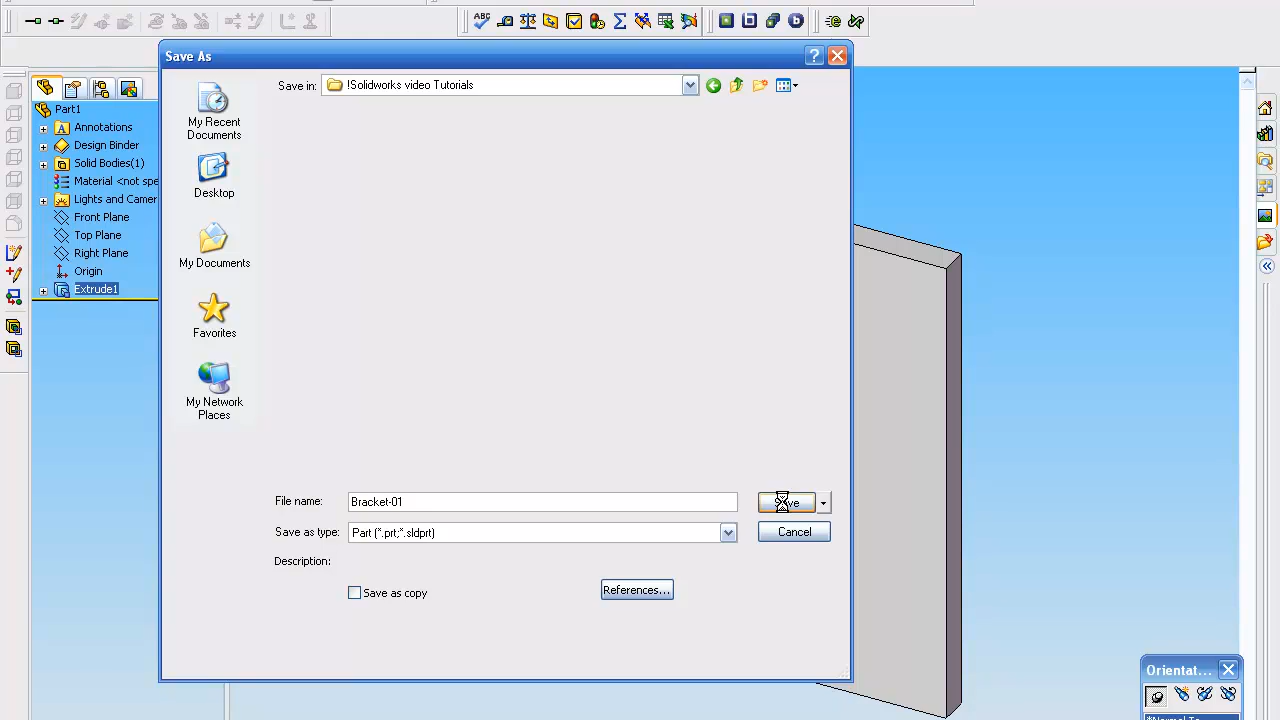 Save As
Save in: !Solidworks video Tutorials
My Recent
Documents
Desktop
My Documents
Favorites
My Network
Places
File name: Bracket-01
Save as type: Part (*.prt;*.sldprt)
Cancel
Description:
Save as copy
References...
Part1
Annotations
Design Binder
Solid Bodies(1)
Material <not spe
Lights and Camer
Front Plane
Top Plane
Right Plane
Origin
Extrude1
ABC
Orientat...